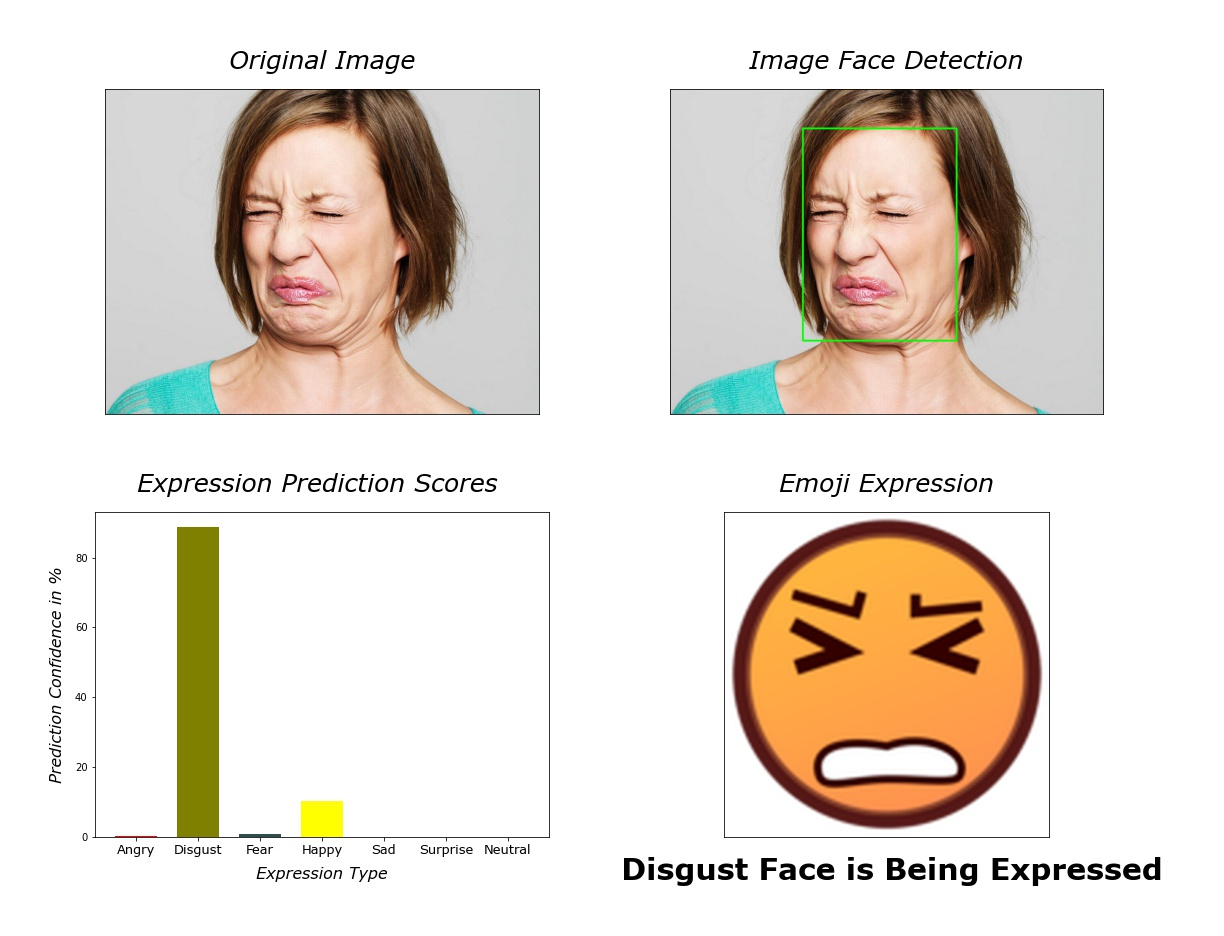 Original Image
Image Face Detection
Expression Prediction Scores
Prediction Confidence in %
80
60
40
20
0
Angry Disgust Fear Happy Sad Surprise Neutral
Expression Type
Emoji Expression
Disgust Face is Being Expressed